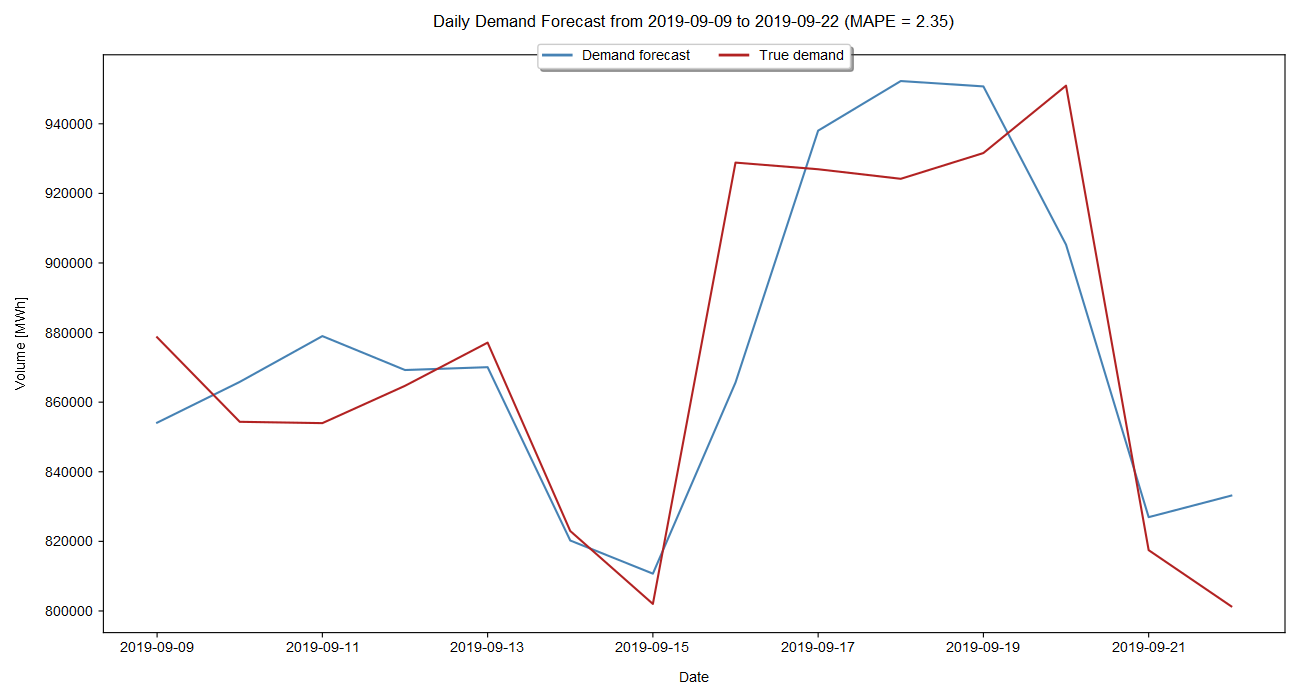 Daily Demand Forecast from 2019-09-09 to 2019-09-22 (MAPE = 2.35)
Demand forecast True demand
940000
920000
900000
880000
860000
840000
820000
800000
Volume [MWh]
2019-09-09 2019-09-11 2019-09-13 2019-09-15 2019-09-17 2019-09-19 2019-09-21
Date